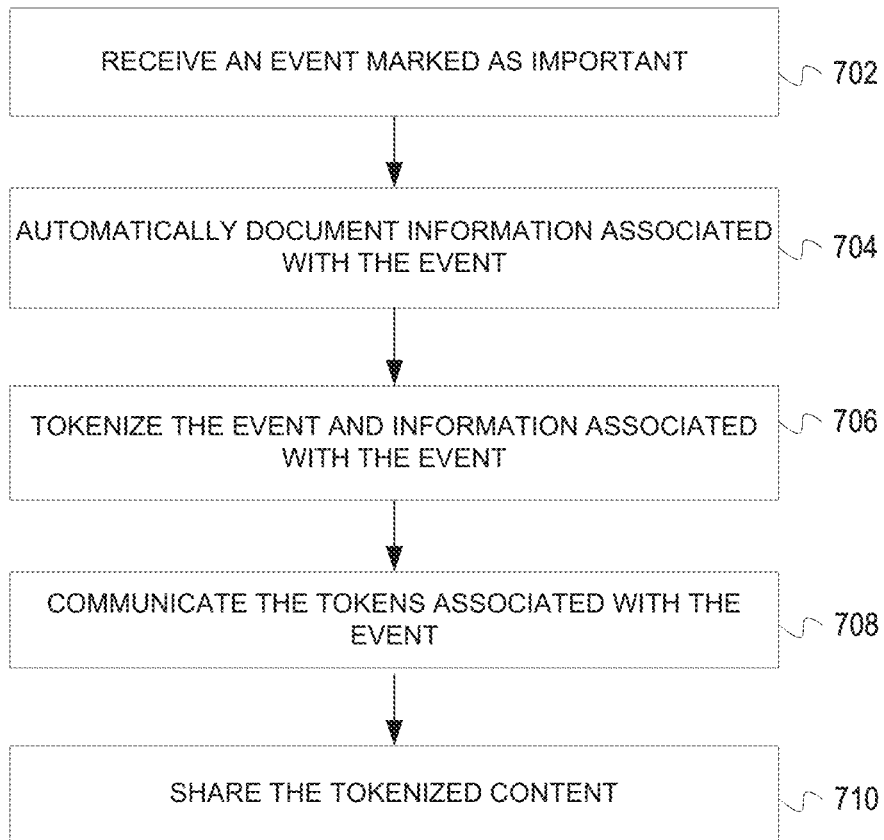 RECEIVE AN EVENT MARKED AS IMPORTANT
702
AUTOMATICALLY DOCUMENT INFORMATION ASSOCIATED
WITH THE EVENT
704
TOKENIZE THE EVENT AND INFORMATION ASSOCIATED
WITH THE EVENT
706
COMMUNICATE THE TOKENS ASSOCIATED WITH THE
EVENT
708
SHARE THE TOKENIZED CONTENT
710